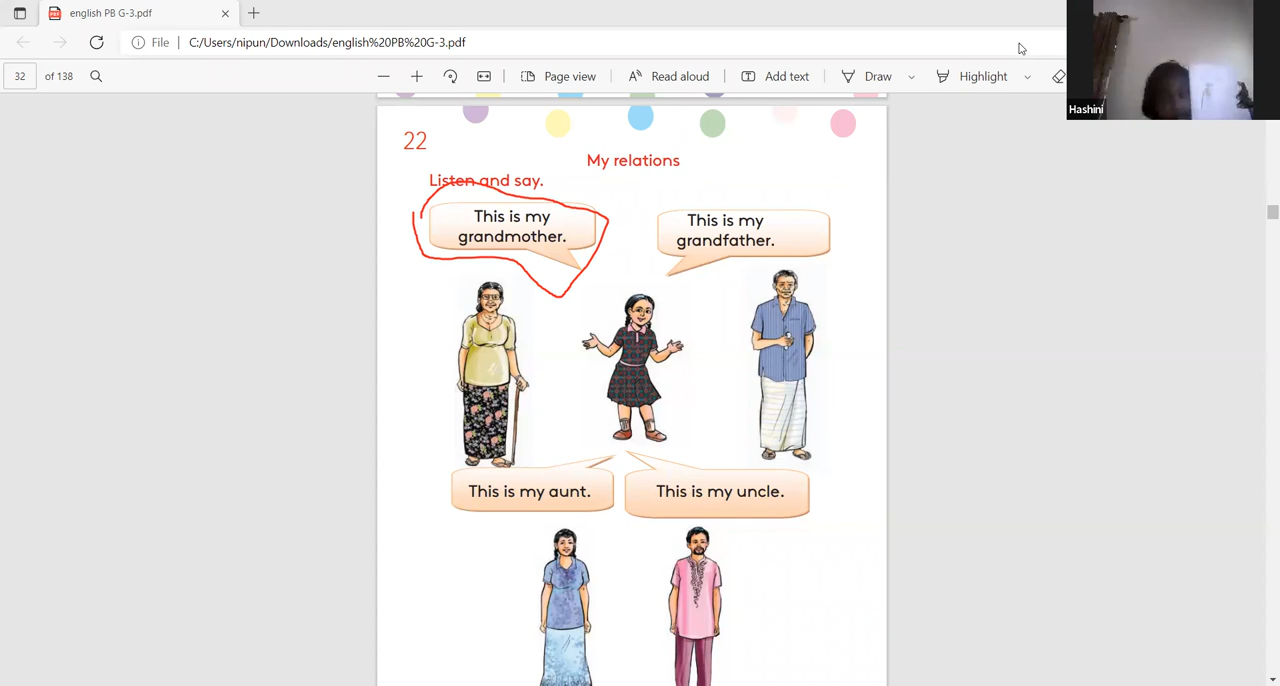 english PB G-3.pdf
File
C:/Users/nipun/Downloads/english%20PB%20G-3.pdf
32
of 138
Page view
Read aloud
Add text
Draw
Highlight
Hashini
22
My relations
Listen and say.
This is my
grandmother.
This is my
grandfather.
This is my aunt.
This is my uncle.